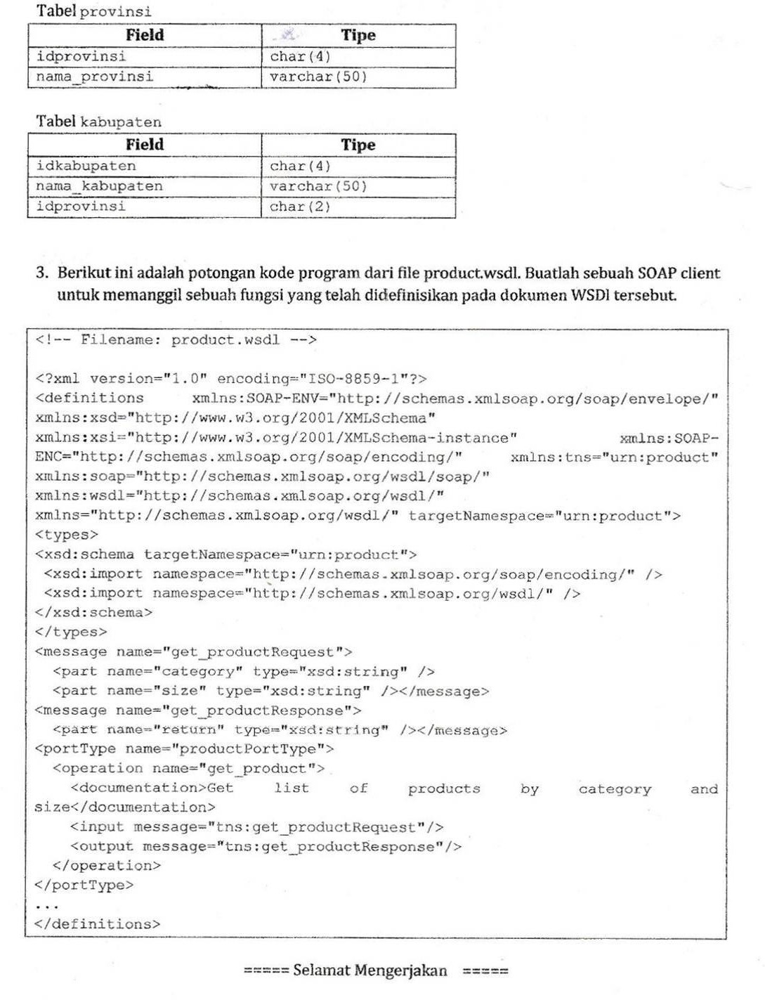 Tabel provinsi
Field Tipe
idprovinsi char(4)
nama_provinsi varchar(50)
Tabel kabupaten
Field Tipe
idkabupaten char(4)
nama_kabupaten varchar(50)
idprovinsi char(2)
3. Berikut ini adalah potongan kode program dari file product.wsdl. Buatlah sebuah SOAP client
untuk memanggil sebuah fungsi yang telah didefinisikan pada dokumen WSDl tersebut.
<!-- Filename: product.wsdl -->
<?xml version="1.0" encoding="ISO-8859-1"?>
<definitions xmlns:SOAP-ENV="http://schemas.xmlsoap.org/soap/envelope/"
xmlns:xsd="http://www.w3.org/2001/XMLSchema"
xmlns:xsi="http://www.w3.org/2001/XMLSchema-instance" xmlns:SOAP-
ENC="http://schemas.xmlsoap.org/soap/encoding/" xmlns:tns="urn:product"
xmlns:soap="http://schemas.xmlsoap.org/wsdl/soap/"
xmlns:wsdl="http://schemas.xmlsoap.org/wsdl/"
xmlns="http://schemas.xmlsoap.org/wsdl/" targetNamespace="urn:product">
<types>
<xsd:schema targetNamespace="urn:product">
<xsd:import namespace="http://schemas.xmlsoap.org/soap/encoding/" />
<xsd:import namespace="http://schemas.xmlsoap.org/wsdl/" />
</xsd:schema>
</types>
<message name="get_productRequest">
<part name="category" type="xsd:string" />
<part name="size" type="xsd:string" /></message>
<message name="get_productResponse">
<part name="return" type="xsd:string" /></message>
<portType name="productPortType">
<operation name="get_product">
<documentation>Get list of products by category and
size</documentation>
<input message="tns:get_productRequest"/>
<output message="tns:get_productResponse"/>
</operation>
</portType>
...
</definitions>
===== Selamat Mengerjakan =====